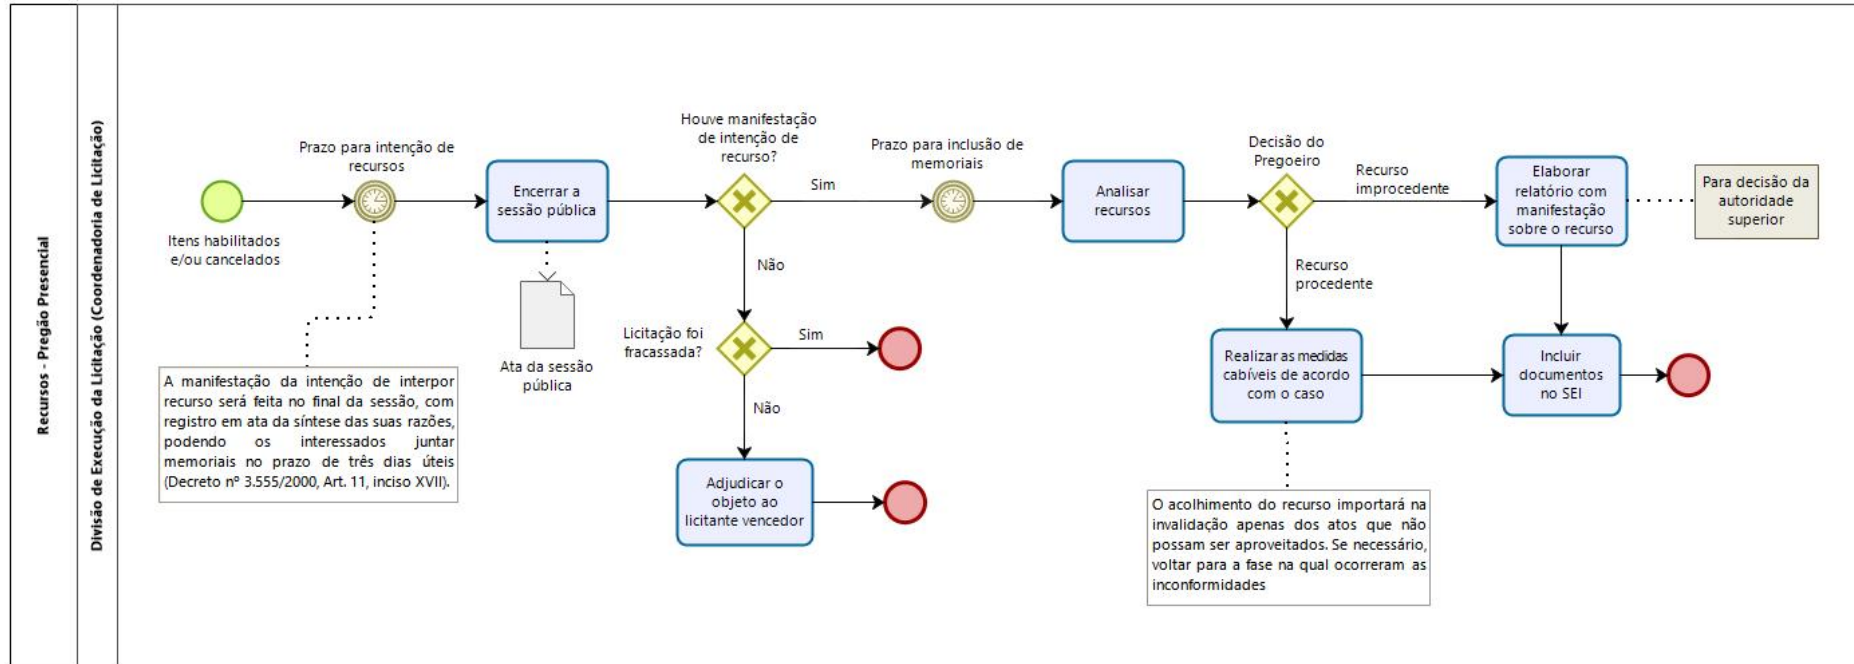 Recursos - Pregão Presencial
Divisão de Execução da Licitação (Coordenadoria de Licitação)
Itens habilitados
e/ou cancelados
Prazo para intenção de
recursos
A manifestação da intenção de interpor
recurso será feita no final da sessão, com
registro em ata da síntese das suas razões,
podendo os interessados juntar
memoriais no prazo de três dias úteis
(Decreto nº 3.555/2000, Art. 11, inciso XVII).
Encerrar a
sessão pública
Ata da sessão
pública
Houve manifestação
de intenção de
recurso?
Sim
Não
Licitação foi
fracassada?
Sim
Não
Adjudicar o
objeto ao
licitante vencedor
Prazo para inclusão de
memoriais
Analisar
recursos
Decisão do
Pregoeiro
Recurso
improcedente
Recurso
procedente
Elaborar
relatório com
manifestação
sobre o recurso
Para decisão da
autoridade
superior
Realizar as medidas
cabíveis de acordo
com o caso
Incluir
documentos
no SEI
O acolhimento do recurso importará na
invalidação apenas dos atos que não
possam ser aproveitados. Se necessário,
voltar para a fase na qual ocorreram as
inconformidades